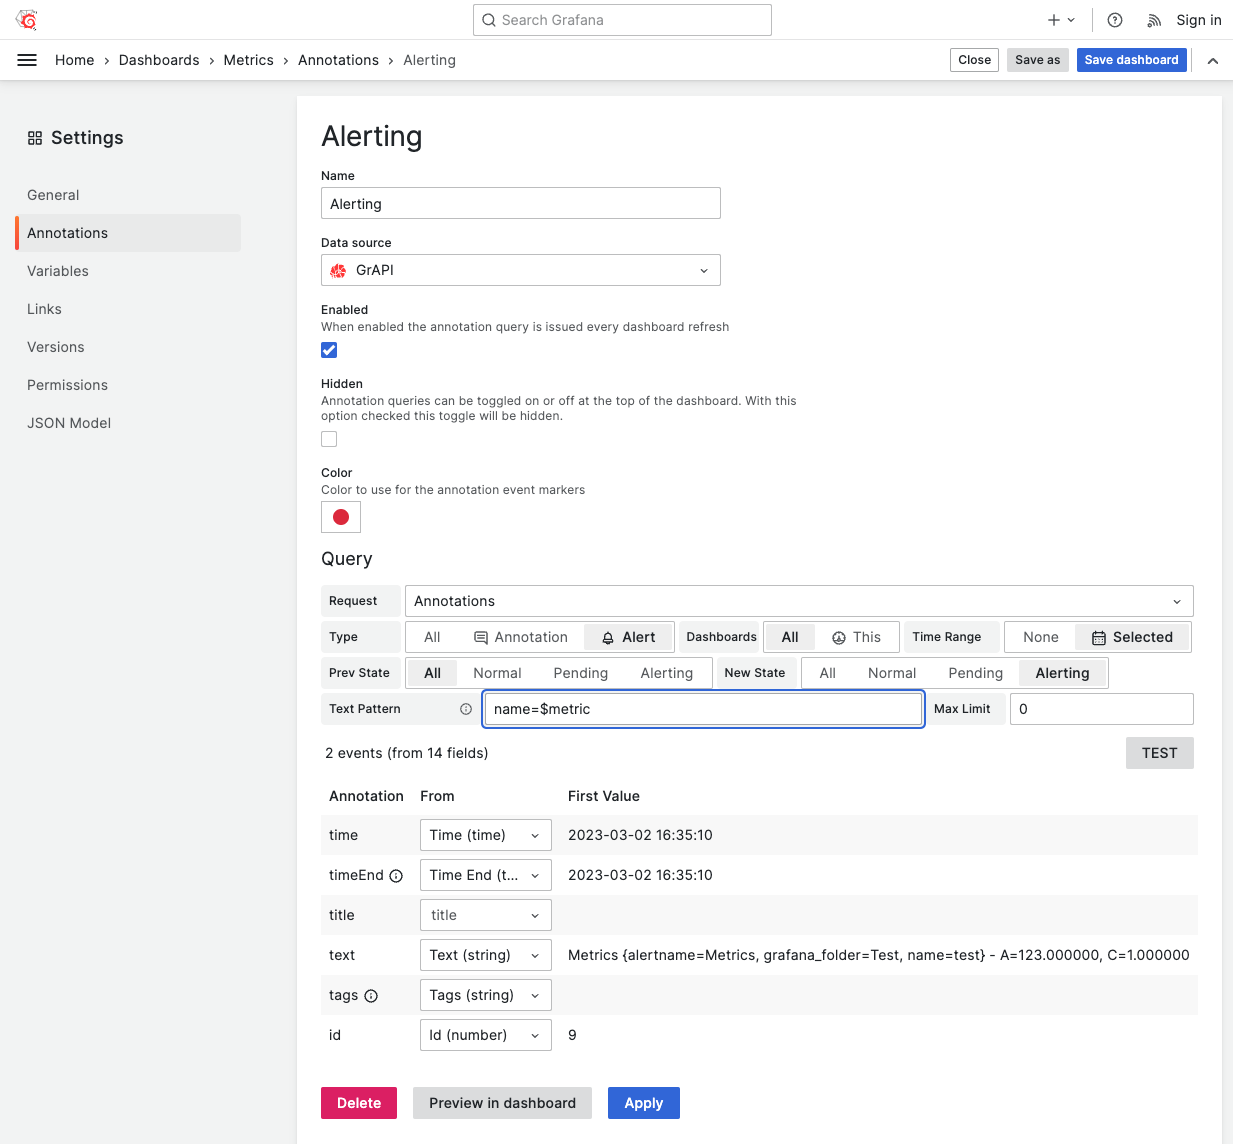 Search Grafana
Sign in
Home › Dashboards › Metrics › Annotations › Alerting
Close
Save as
Save dashboard
Settings
General
Annotations
Variables
Links
Versions
Permissions
JSON Model
Alerting
Name
Alerting
Data source
GrAPI
Enabled
When enabled the annotation query is issued every dashboard refresh
Hidden
Annotation queries can be toggled on or off at the top of the dashboard. With this
option checked this toggle will be hidden.
Color
Color to use for the annotation event markers
Query
Request Annotations
Type All Annotation Alert Dashboards All This Time Range None Selected
Prev State All Normal Pending Alerting New State All Normal Pending Alerting
Text Pattern name=$metric Max Limit 0
2 events (from 14 fields) TEST
Annotation From First Value
time Time (time) 2023-03-02 16:35:10
timeEnd Time End (t... 2023-03-02 16:35:10
title title
text Text (string) Metrics {alertname=Metrics, grafana_folder=Test, name=test} - A=123.000000, C=1.000000
tags Tags (string)
id Id (number) 9
Delete Preview in dashboard Apply